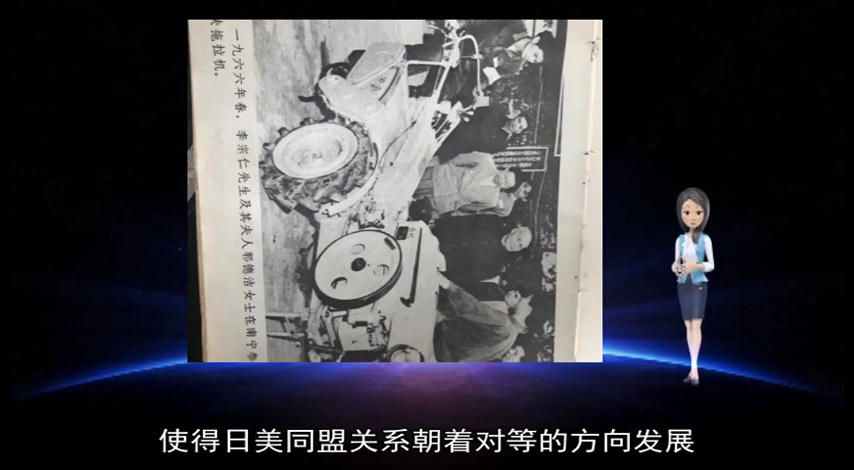 一九六六年春，李宗仁先生及其夫人郭德洁女士在南宁参
拖拉机。
使得日美同盟关系朝着对等的方向发展